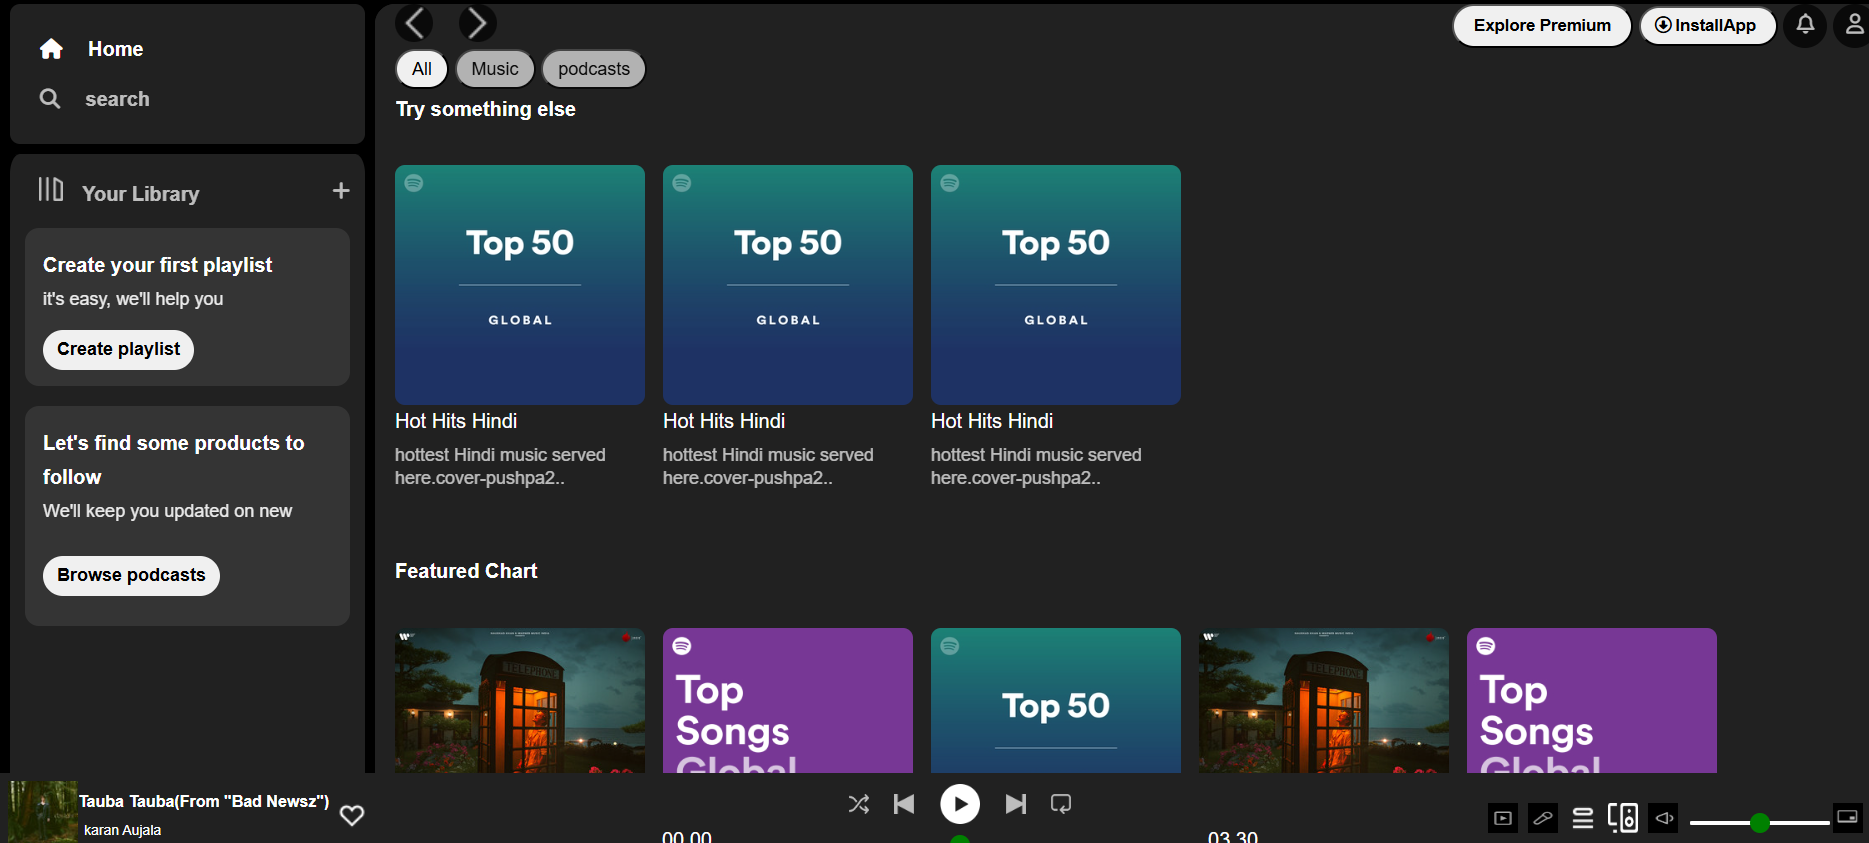 Home
search
Your Library
Create your first playlist
it's easy, we'll help you
Create playlist
Let's find some products to
follow
We'll keep you updated on new
Browse podcasts
Explore Premium
InstallApp
All
Music
podcasts
Try something else
Top 50
GLOBAL
Hot Hits Hindi
hottest Hindi music served
here.cover-pushpa2..
Top 50
GLOBAL
Hot Hits Hindi
hottest Hindi music served
here.cover-pushpa2..
Top 50
GLOBAL
Hot Hits Hindi
hottest Hindi music served
here.cover-pushpa2..
Featured Chart
TELEPHONE
Top
Songs
Global
Top 50
TELEPHONE
Top
Songs
Global
Tauba Tauba(From "Bad Newsz")
karan Aujala
00.00
03.30